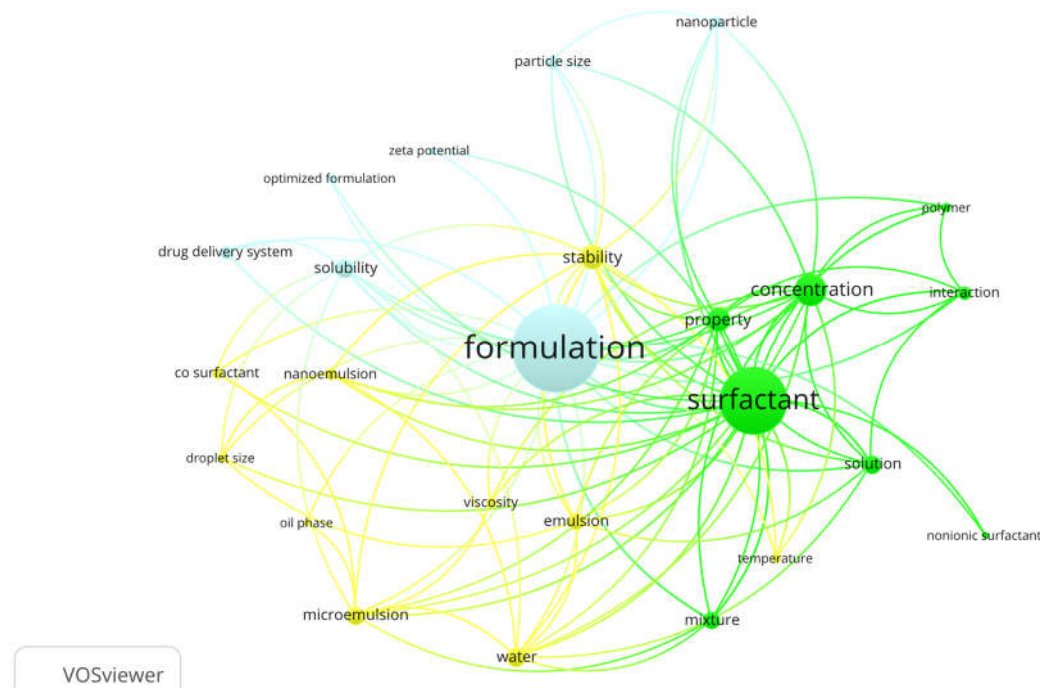 nanoparticle
particle size
zeta potential
optimized formulation
polymer
drug delivery system
stability
solubility
concentration
interaction
property
formulation
co surfactant
nanoemulsion
surfactant
droplet size
solution
viscosity
oil phase
emulsion
nonionic surfactant
temperature
microemulsion
mixture
water
VOSviewer